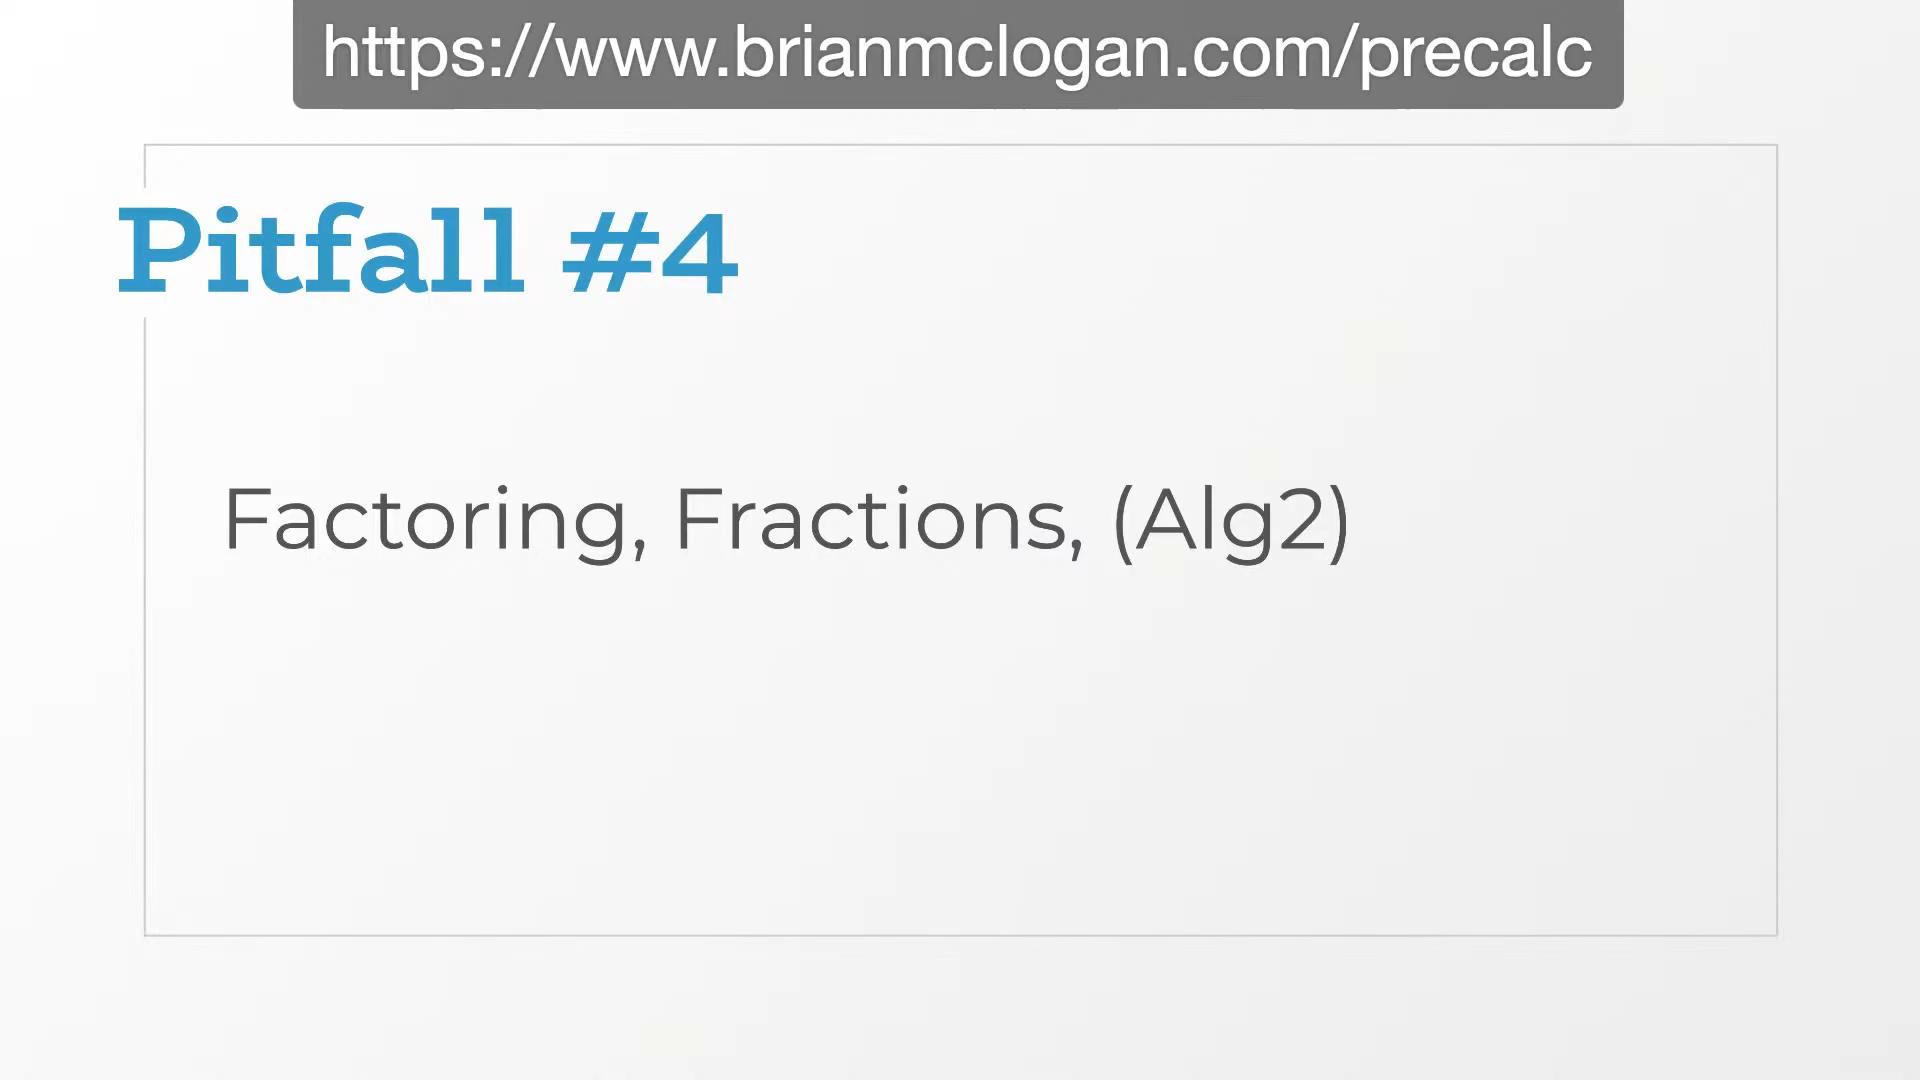 https://www.brianmclogan.com/precalc
Pitfall #4
Factoring, Fractions, (Alg2)